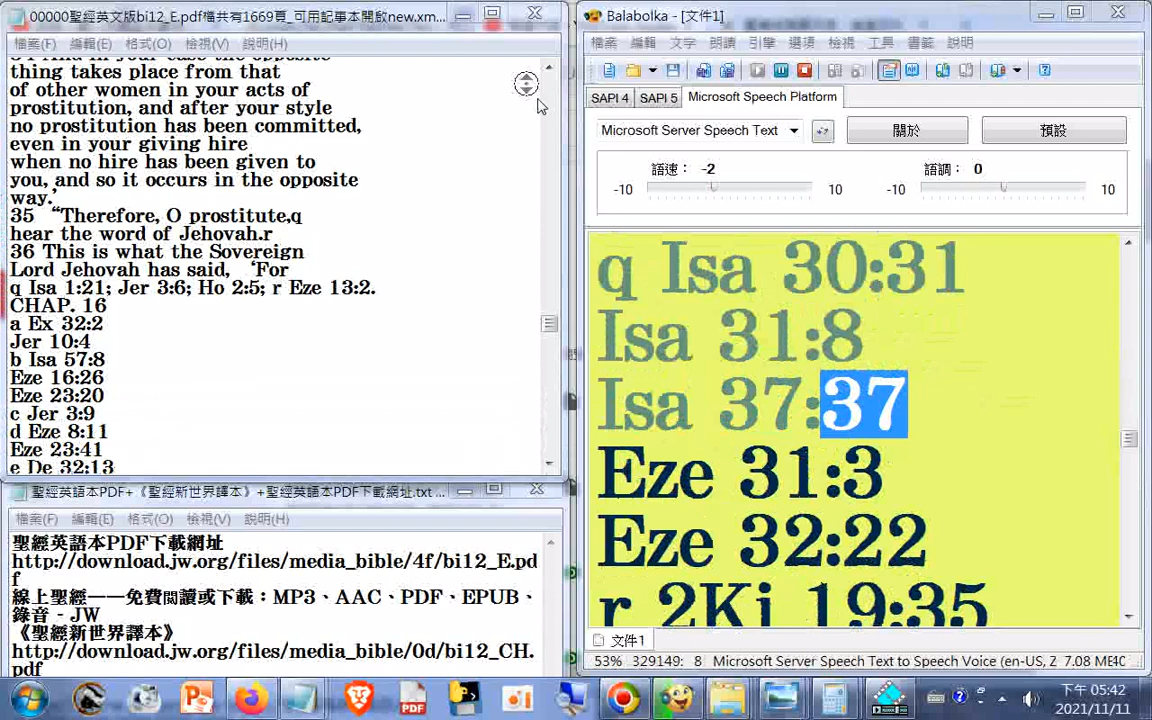 00000聖經英文版bi12_E.pdf檔共有1669頁_可用記事本開啟new.xm...
檔案(F) 編輯(E) 格式(O) 檢視(V) 說明(H)
thing takes place from that
of other women in your acts of
prostitution, and after your style
no prostitution has been committed,
even in your giving hire
when no hire has been given to
you, and so it occurs in the opposite
way.’
35 “Therefore, O prostitute,q
hear the word of Jehovah.r
36 This is what the Sovereign
Lord Jehovah has said, ‘For
q Isa 1:21; Jer 3:6; Ho 2:5; r Eze 13:2.
CHAP. 16
a Ex 32:2
Jer 10:4
b Isa 57:8
Eze 16:26
Eze 23:20
c Jer 3:9
d Eze 8:11
Eze 23:41
e De 32:13
聖經英語本PDF+《聖經新世界譯本》+聖經英語本PDF下載網址.txt ...
檔案(F) 編輯(E) 格式(O) 檢視(V) 說明(H)
聖經英語本PDF下載網址
http://download.jw.org/files/media_bible/4f/bi12_E.pd
f
線上聖經——免費閱讀或下載：MP3、AAC、PDF、EPUB、
錄音 - JW
《聖經新世界譯本》
http://download.jw.org/files/media_bible/0d/bi12_CH.
pdf
Balabolka - [文件1]
檔案 編輯 文字 朗讀 引擎 選項 檢視 工具 書籤 說明
SAPI 4 SAPI 5 Microsoft Speech Platform
Microsoft Server Speech Text 關於 預設
語速： -2 語調： 0
-10 10 -10 10
q Isa 30:31
Isa 31:8
Isa 37:37
Eze 31:3
Eze 32:22
r 2Ki 19:35
文件1
53% 329149: 8 Microsoft Server Speech Text to Speech Voice (en-US, Z 7.08 ME
PDF
下午 05:42
2021/11/11